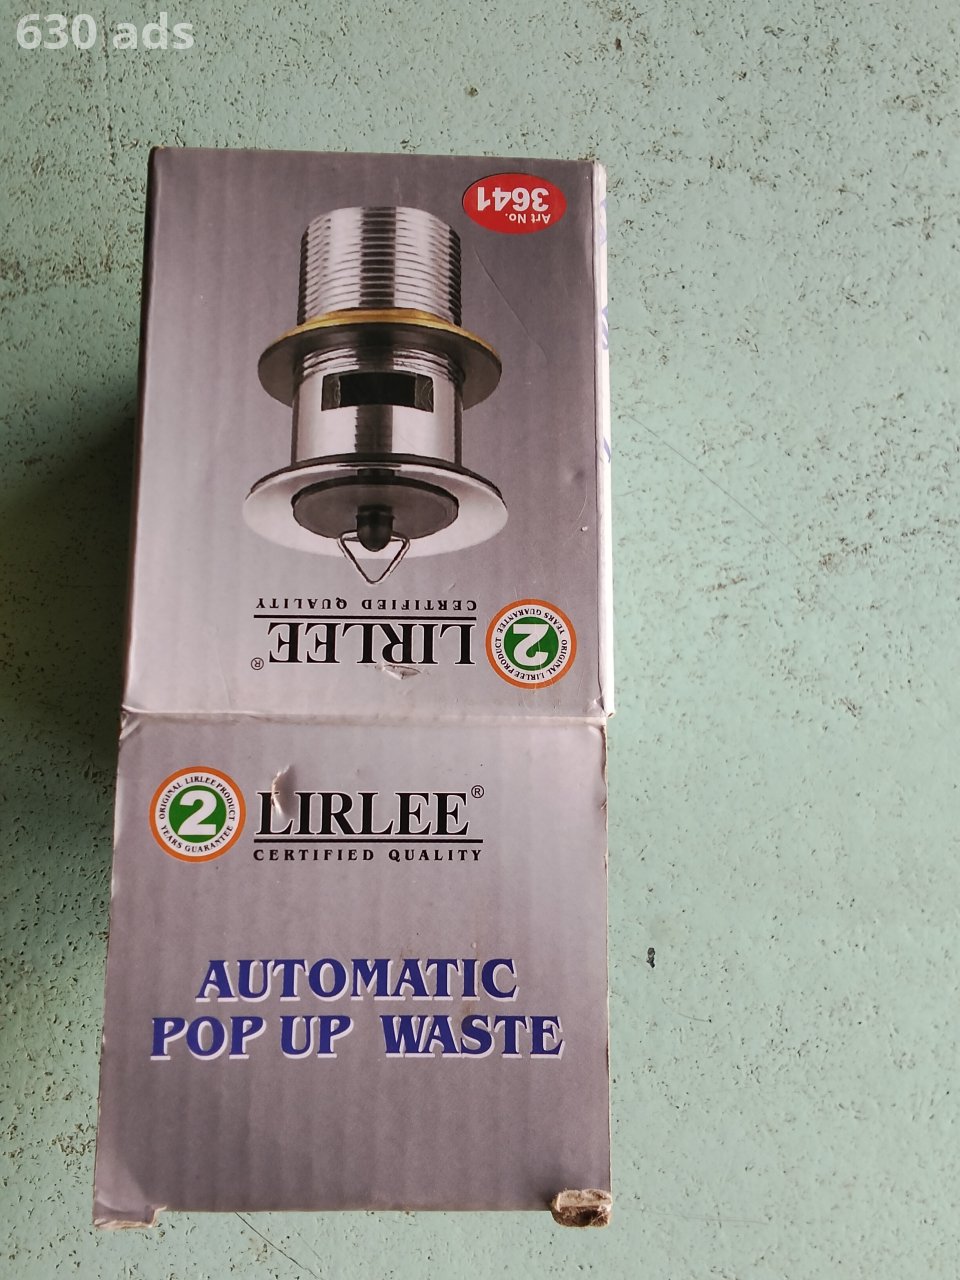 630 ads
Art No.
3641
CERTIFIED QUALITY
LIRLEE®
ORIGINAL LIRLEE PRODUCT
2
YEARS GUARANTEE
ORIGINAL LIRLEE PRODUCT
2
YEARS GUARANTEE
LIRLEE®
CERTIFIED QUALITY
AUTOMATIC
POP UP WASTE